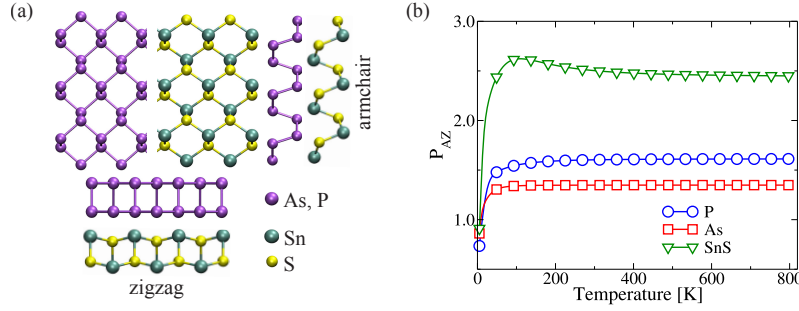 (a)
armchair
As, P
Sn
S
zigzag
(b)
3.0
2.0
1.0
P_AZ
0
200
400
600
800
Temperature [K]
P
As
SnS